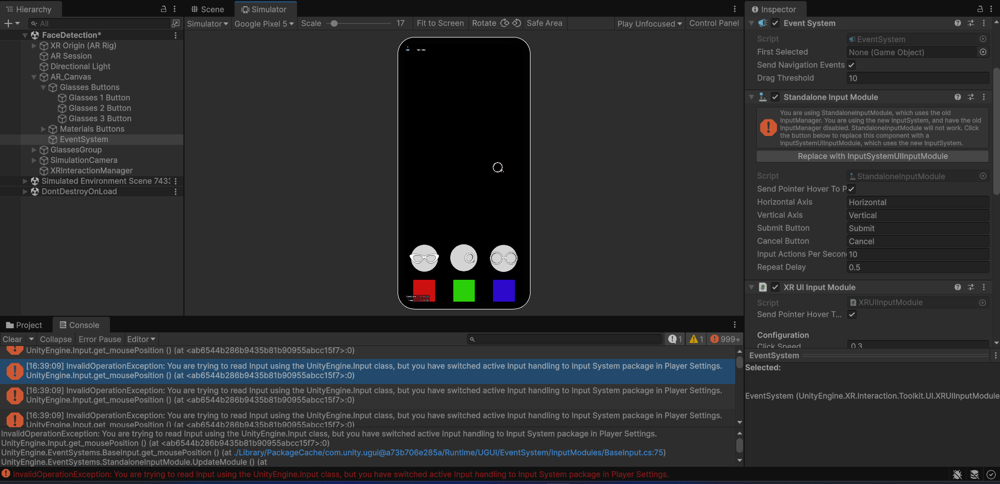 Hierarchy
All
FaceDetection*
XR Origin (AR Rig)
AR Session
Directional Light
AR_Canvas
Glasses Buttons
Glasses 1 Button
Glasses 2 Button
Glasses 3 Button
Materials Buttons
EventSystem
GlassesGroup
SimulationCamera
XRInteractionManager
Simulated Environment Scene 743
DontDestroyOnLoad
Scene
Simulator
Simulator
Google Pixel 5
Scale
17
Fit to Screen
Rotate
Safe Area
Play Unfocused
Control Panel
Inspector
Event System
Script
EventSystem
First Selected
None (Game Object)
Send Navigation Events
Drag Threshold
10
Standalone Input Module
You are using StandaloneInputModule, which uses the old
InputManager. You are using the new InputSystem, and have the old
InputManager disabled. StandaloneInputModule will not work. Click
the button below to replace this component with a
InputSystemUIInputModule, which uses the new InputSystem.
Replace with InputSystemUIInputModule
Script
StandaloneInputModule
Send Pointer Hover To P
Horizontal Axis
Horizontal
Vertical Axis
Vertical
Submit Button
Submit
Cancel Button
Cancel
Input Actions Per Secon
10
Repeat Delay
0.5
XR UI Input Module
Script
XRUIInputModule
Send Pointer Hover T...
Configuration
Click Speed
0.3
EventSystem
Selected:
EventSystem (UnityEngine.XR.Interaction.Toolkit.UI.XRUIInputModule
Project
Console
Clear
Collapse
Error Pause
Editor
1
1
999+
UnityEngine.Input.get_mousePosition () (at <ab6544b286b9435b81b90955abcc15f7>:0)
[16:39:09] InvalidOperationException: You are trying to read Input using the UnityEngine.Input class, but you have switched active Input handling to Input System package in Player Settings.
UnityEngine.Input.get_mousePosition () (at <ab6544b286b9435b81b90955abcc15f7>:0)
[16:39:09] InvalidOperationException: You are trying to read Input using the UnityEngine.Input class, but you have switched active Input handling to Input System package in Player Settings.
UnityEngine.Input.get_mousePosition () (at <ab6544b286b9435b81b90955abcc15f7>:0)
[16:39:09] InvalidOperationException: You are trying to read Input using the UnityEngine.Input class, but you have switched active Input handling to Input System package in Player Settings.
UnityEngine.Input.get_mousePosition () (at <ab6544b286b9435b81b90955abcc15f7>:0)
InvalidOperationException: You are trying to read Input using the UnityEngine.Input class, but you have switched active Input handling to Input System package in Player Settings.
UnityEngine.Input.get_mousePosition () (at <ab6544b286b9435b81b90955abcc15f7>:0)
UnityEngine.EventSystems.BaseInput.get_mousePosition () (at ./Library/PackageCache/com.unity.ugui@a73b706e285a/Runtime/UGUI/EventSystem/InputModules/BaseInput.cs:75)
UnityEngine.EventSystems.StandaloneInputModule.UpdateModule () (at
InvalidOperationException: You are trying to read Input using the UnityEngine.Input class, but you have switched active Input handling to Input System package in Player Settings.